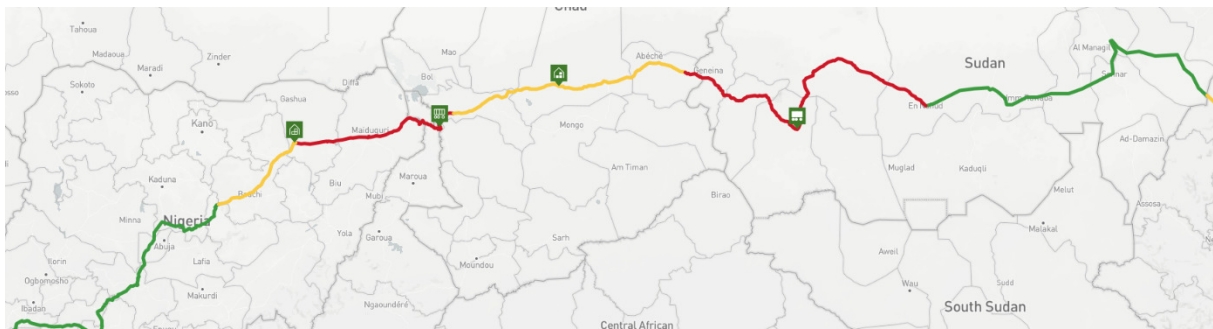 Chad
Tahoua
Madaoua
Zinder
Maradi
Sokoto
Diffa
Gashua
Kano
Maiduguri
Kaduna
Bauchi
Biu
Mubi
Maroua
Minna
Nigeria
Abuja
Yola
Garoua
Ilorin
Lafia
Ogbomosho
Makurdi
Ibadan
Ngaoundéré
Mao
Bol
Abéché
Geneina
Mongo
Am Timan
Birao
Sarh
Moundou
Central African
Sudan
Al Managil
Sennar
En Nahud
Umm Ruwaba
Ad-Damazin
Muglad
Kaduqli
Melut
Assosa
Malakal
Aweil
Wau
Sudd
South Sudan